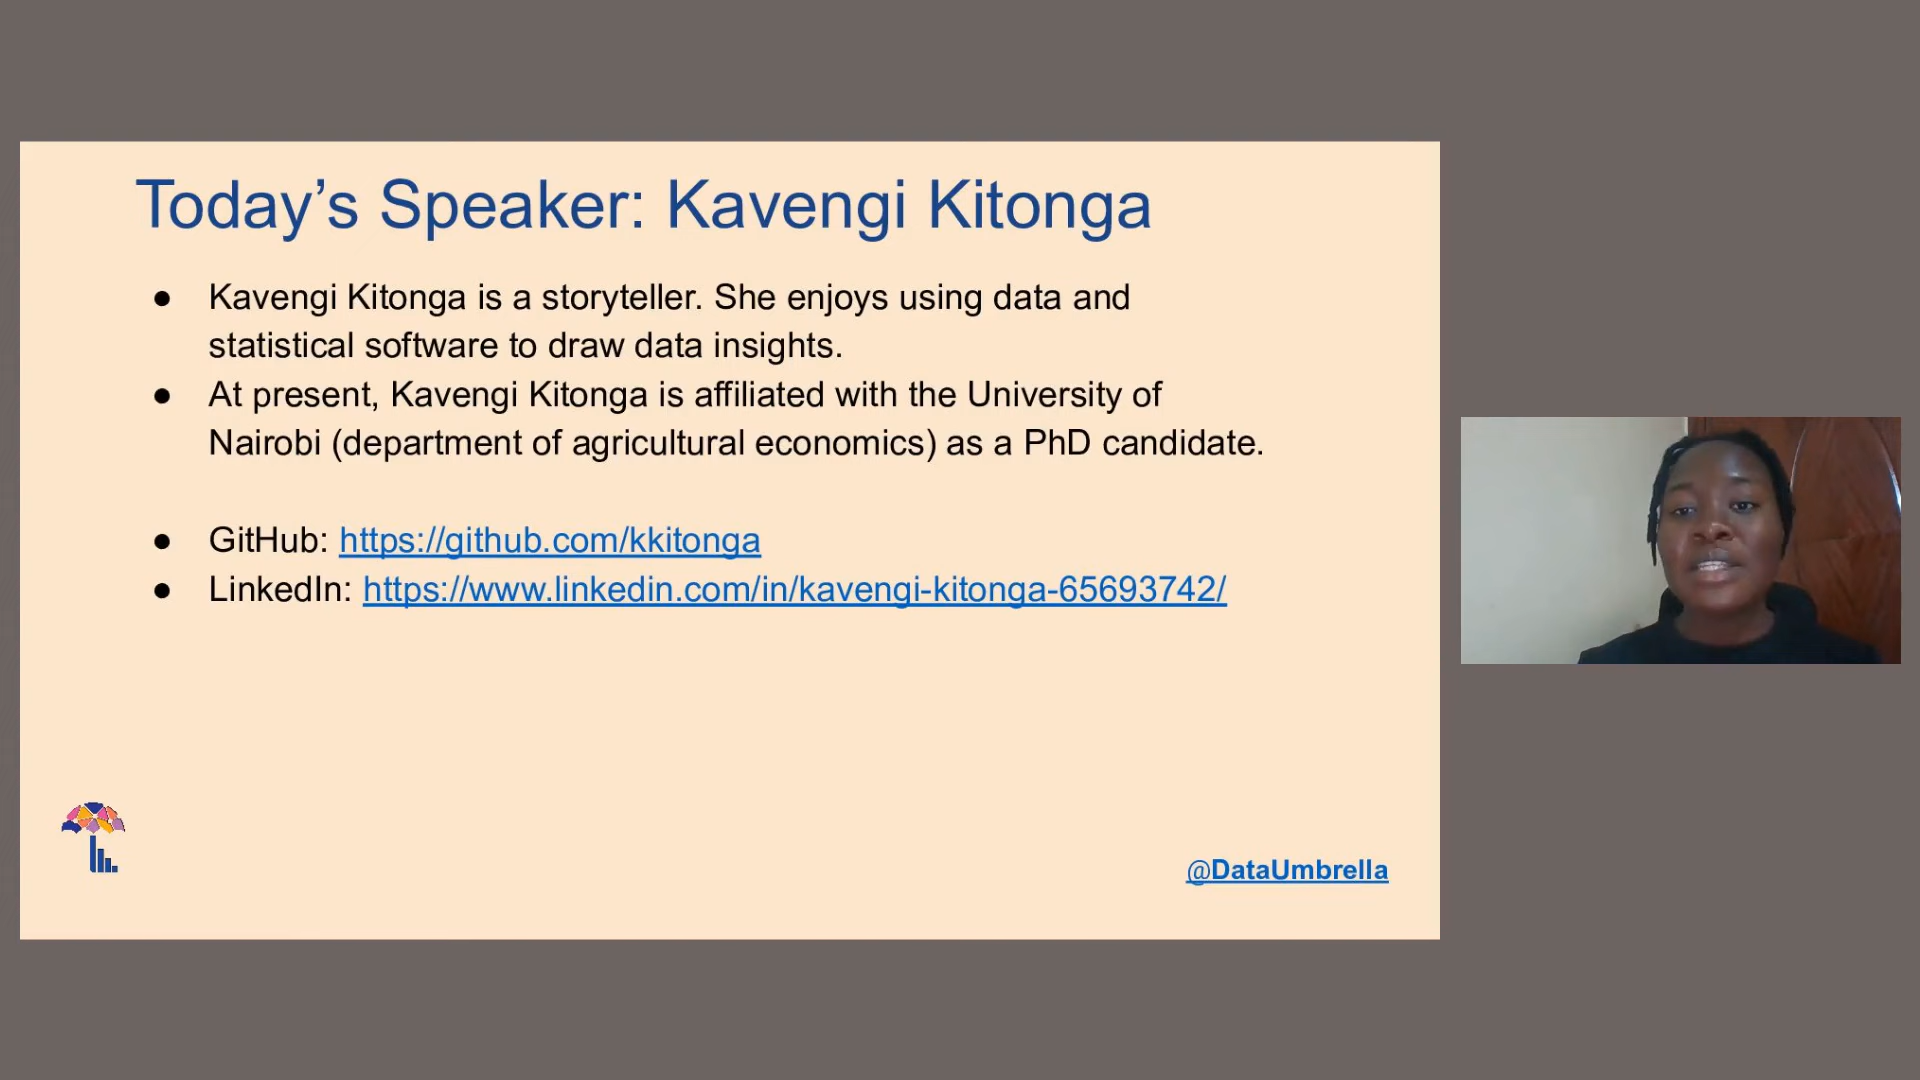 Today’s Speaker: Kavengi Kitonga
● Kavengi Kitonga is a storyteller. She enjoys using data and
statistical software to draw data insights.
● At present, Kavengi Kitonga is affiliated with the University of
Nairobi (department of agricultural economics) as a PhD candidate.
● GitHub: https://github.com/kkitonga
● LinkedIn: https://www.linkedin.com/in/kavengi-kitonga-65693742/
@DataUmbrella